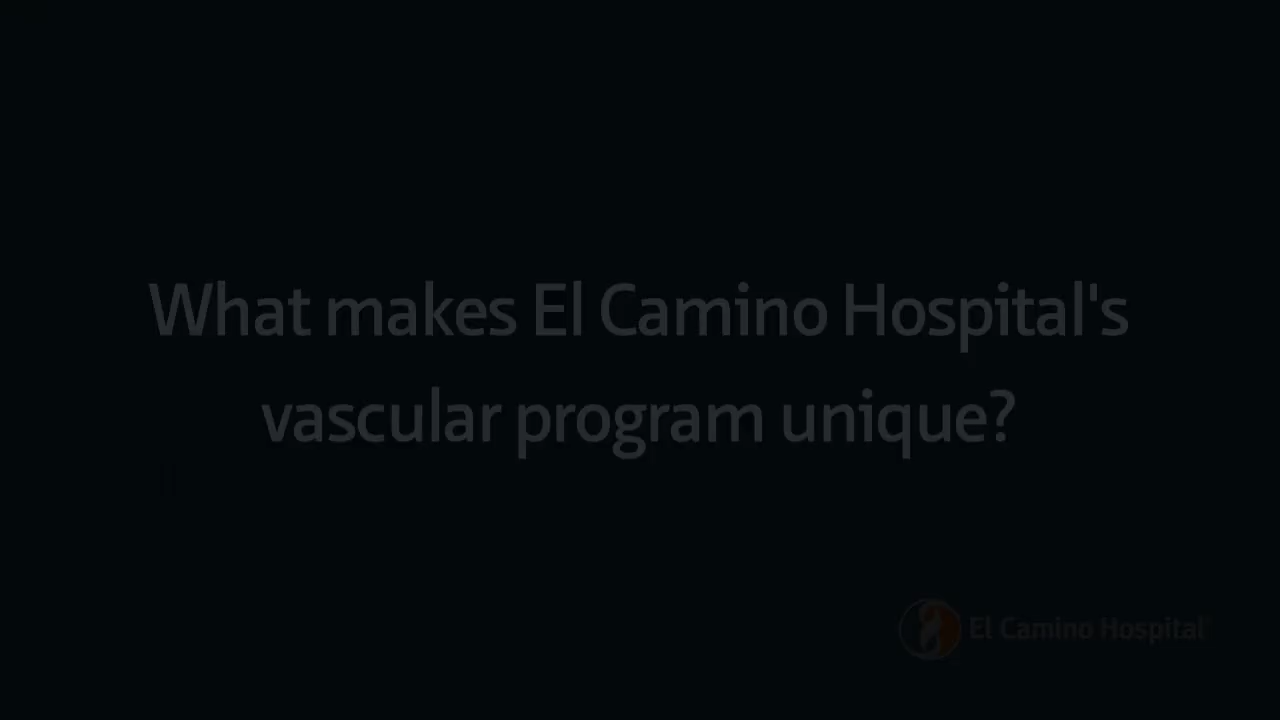 What makes El Camino Hospital's
vascular program unique?
El Camino Hospital